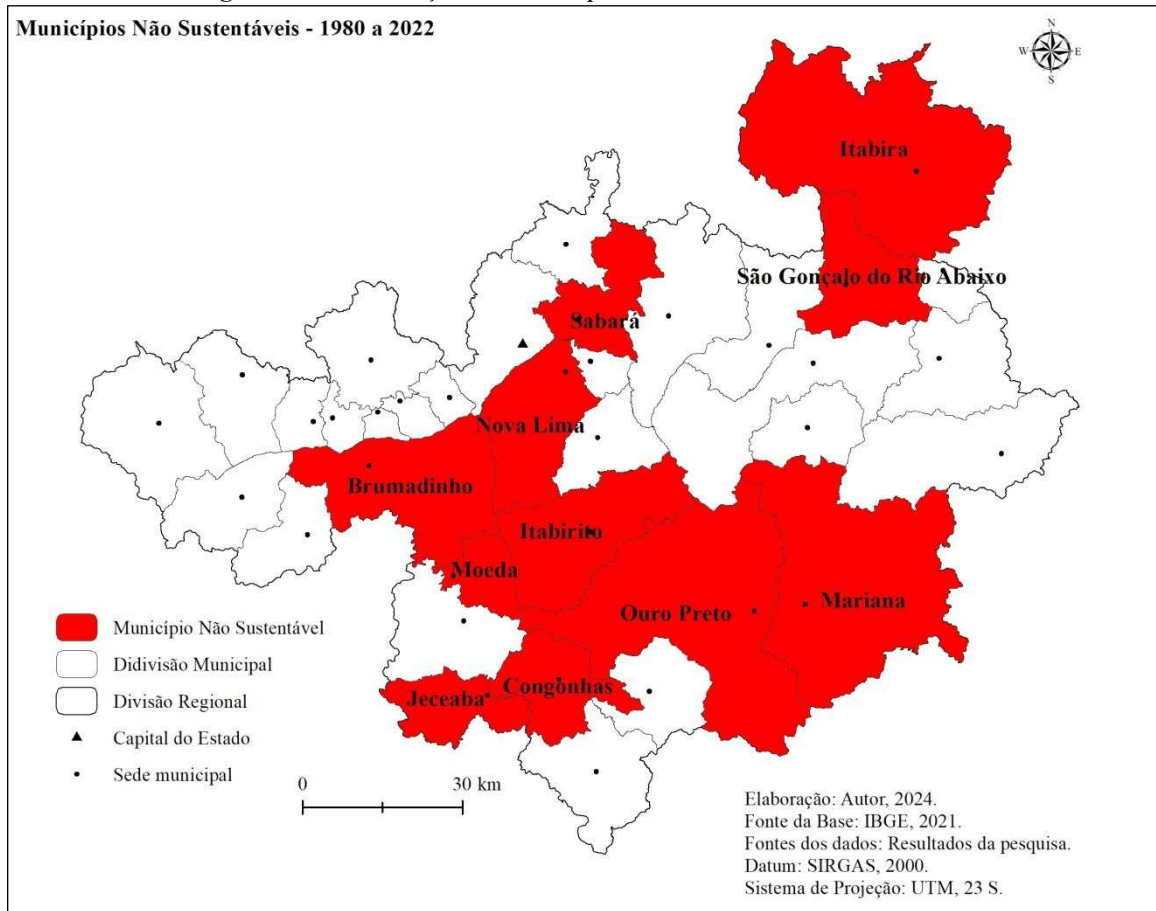 Municípios Não Sustentáveis - 1980 a 2022
N
W
E
S
Itabira
São Gonçalo do Rio Abaixo
Sabará
Nova Lima
Brumadinho
Itabirito
Moeda
Ouro Preto
Mariana
Congonhas
Jeceaba
Município Não Sustentável
Didivisão Municipal
Divisão Regional
Capital do Estado
Sede municipal
0
30 km
Elaboração: Autor, 2024.
Fonte da Base: IBGE, 2021.
Fontes dos dados: Resultados da pesquisa.
Datum: SIRGAS, 2000.
Sistema de Projeção: UTM, 23 S.